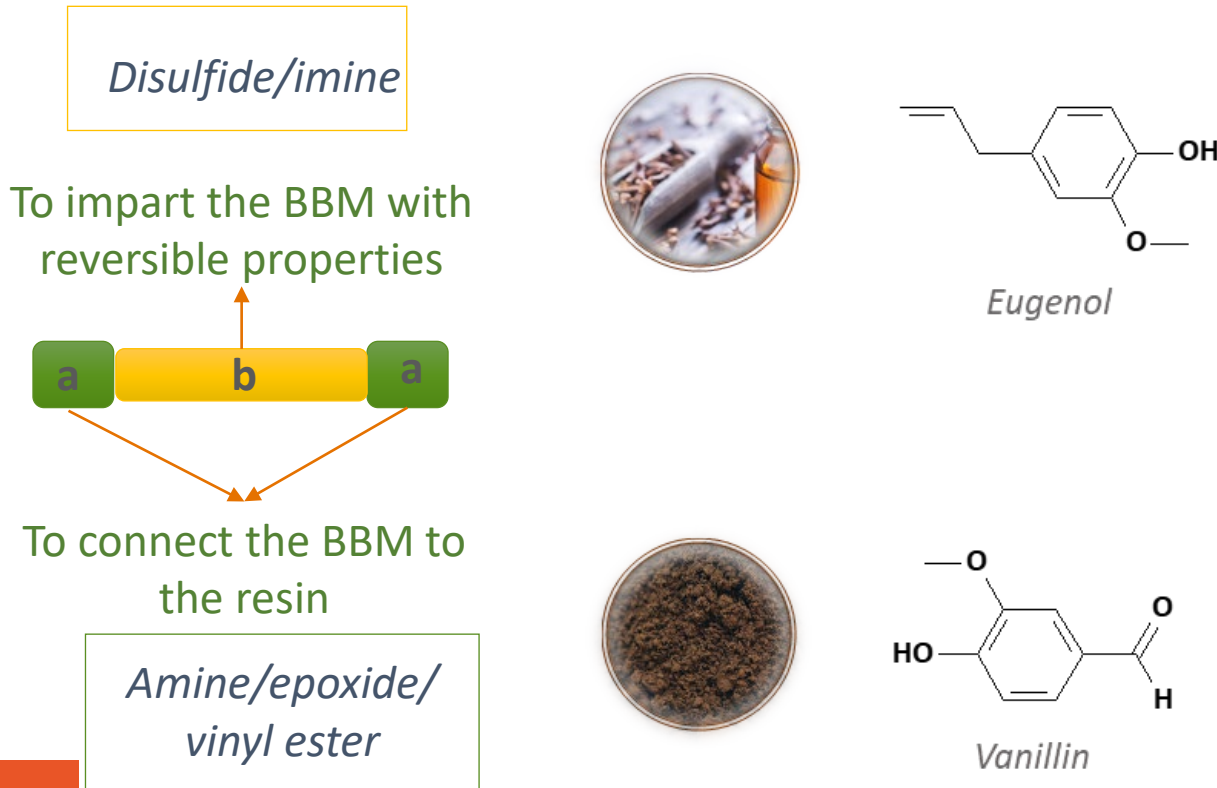 Disulfide/imine
To impart the BBM with
reversible properties
a
b
a
To connect the BBM to
the resin
Amine/epoxide/
vinyl ester
OH
O
Eugenol
O
O
HO
H
Vanillin